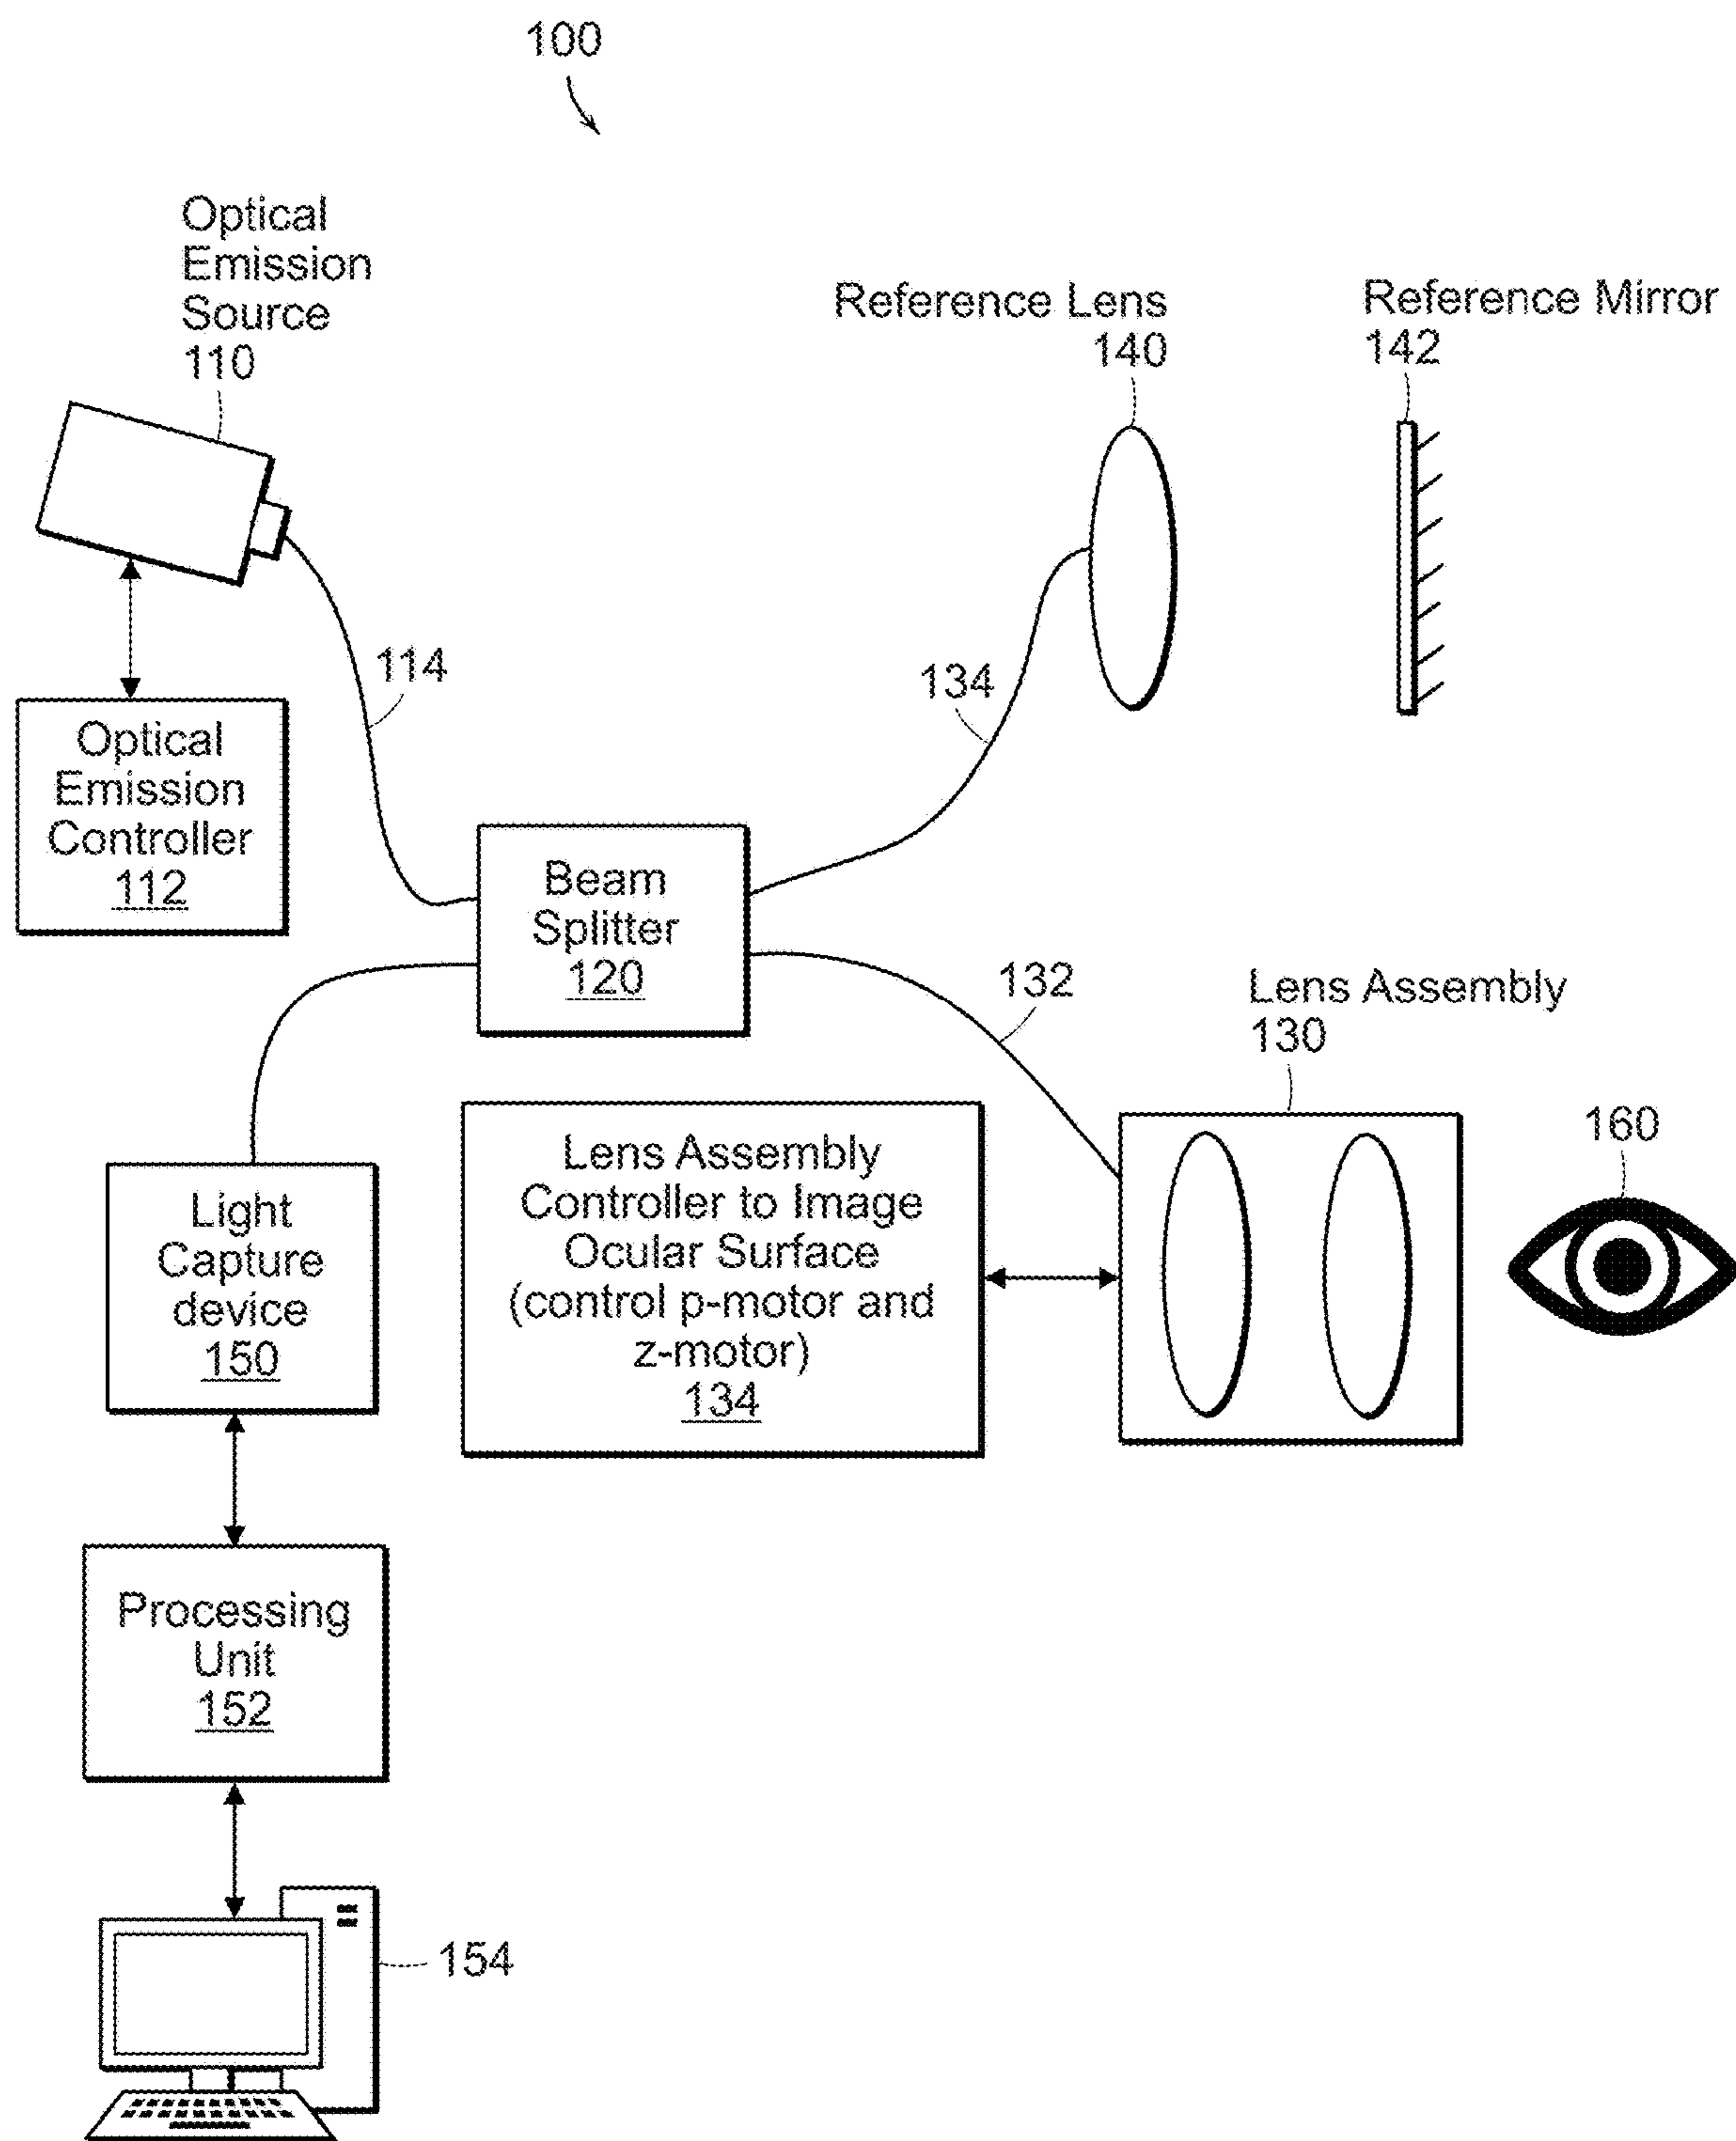 100
Optical
Emission
Source
110
Reference Lens
140
Reference Mirror
142
114
134
Optical
Emission
Controller
112
Beam
Splitter
120
132
Lens Assembly
130
160
Lens Assembly
Controller to Image
Ocular Surface
(control p-motor and
z-motor)
134
Light
Capture
device
150
Processing
Unit
152
154